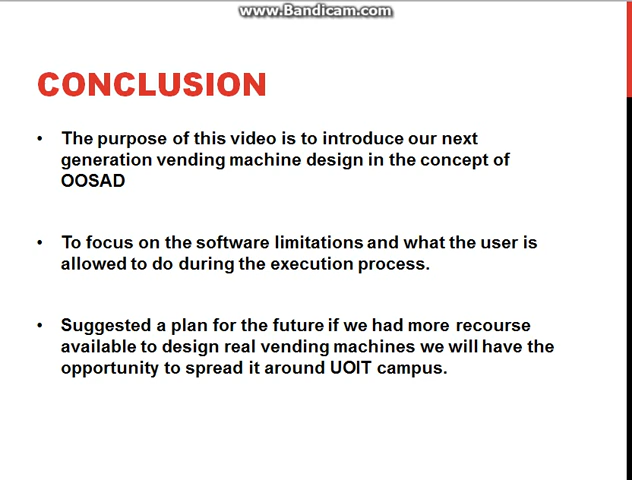 www.Bandicam.com
CONCLUSION
• The purpose of this video is to introduce our next
generation vending machine design in the concept of
OOSAD
• To focus on the software limitations and what the user is
allowed to do during the execution process.
• Suggested a plan for the future if we had more recourse
available to design real vending machines we will have the
opportunity to spread it around UOIT campus.